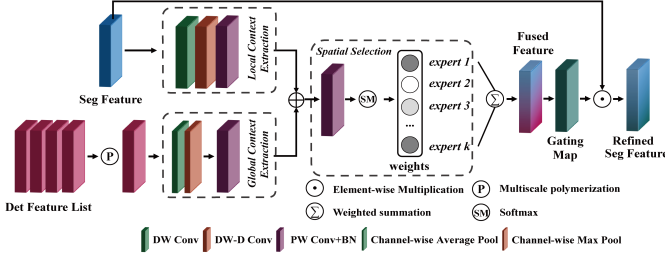 Seg Feature
Local Context
Extraction
Det Feature List
P
Global Context
Extraction
Spatial Selection
SM
expert 1
expert 2
expert 3
...
expert k
weights
Σ
Fused
Feature
Gating
Map
Refined
Seg Feature
Element-wise Multiplication
P Multiscale polymerization
Σ Weighted summation
SM Softmax
DW Conv
DW-D Conv
PW Conv+BN
Channel-wise Average Pool
Channel-wise Max Pool